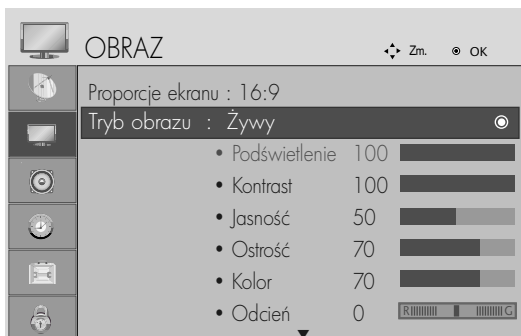 OBRAZ Zm. OK
Proporcje ekranu : 16:9
Tryb obrazu : Żywy
• Podświetlenie 100
• Kontrast 100
• Jasność 50
• Ostrość 70
• Kolor 70
• Odcień 0 R G